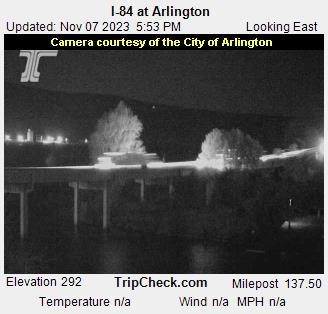 I-84 at Arlington
Updated: Nov 07 2023 5:53 PM Looking East
Camera courtesy of the City of Arlington
Elevation 292 TripCheck.com Milepost 137.50
Temperature n/a Wind n/a MPH n/a